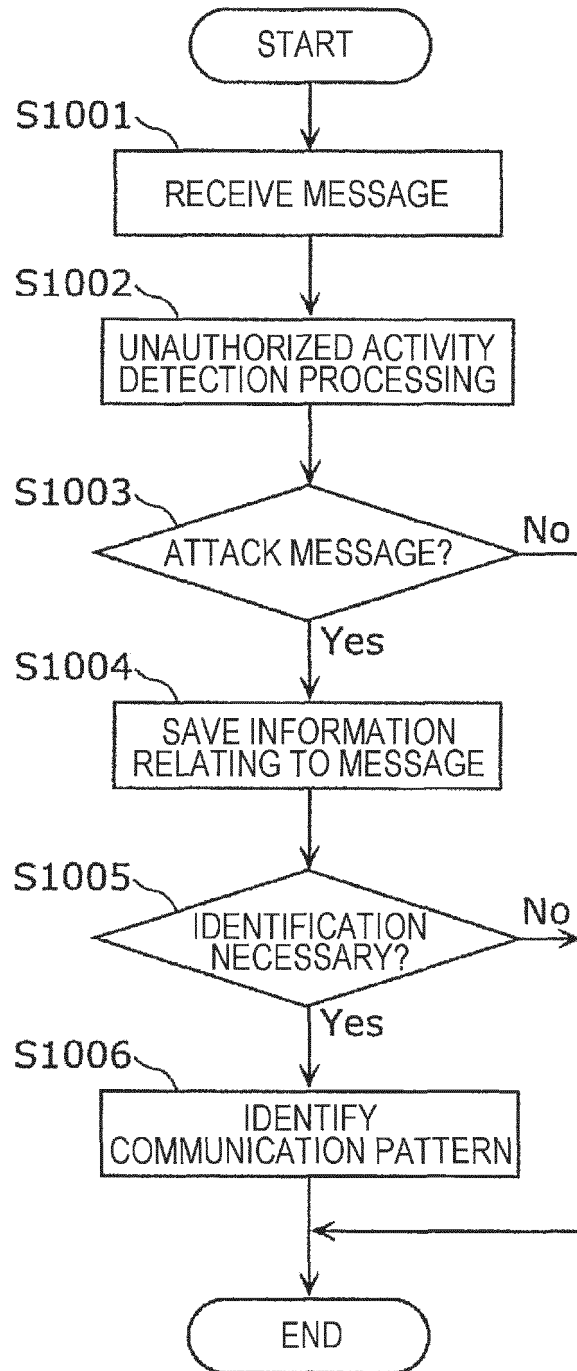 START
S1001
RECEIVE MESSAGE
S1002
UNAUTHORIZED ACTIVITY
DETECTION PROCESSING
S1003
ATTACK MESSAGE?
No
Yes
S1004
SAVE INFORMATION
RELATING TO MESSAGE
S1005
IDENTIFICATION
NECESSARY?
No
Yes
S1006
IDENTIFY
COMMUNICATION PATTERN
END